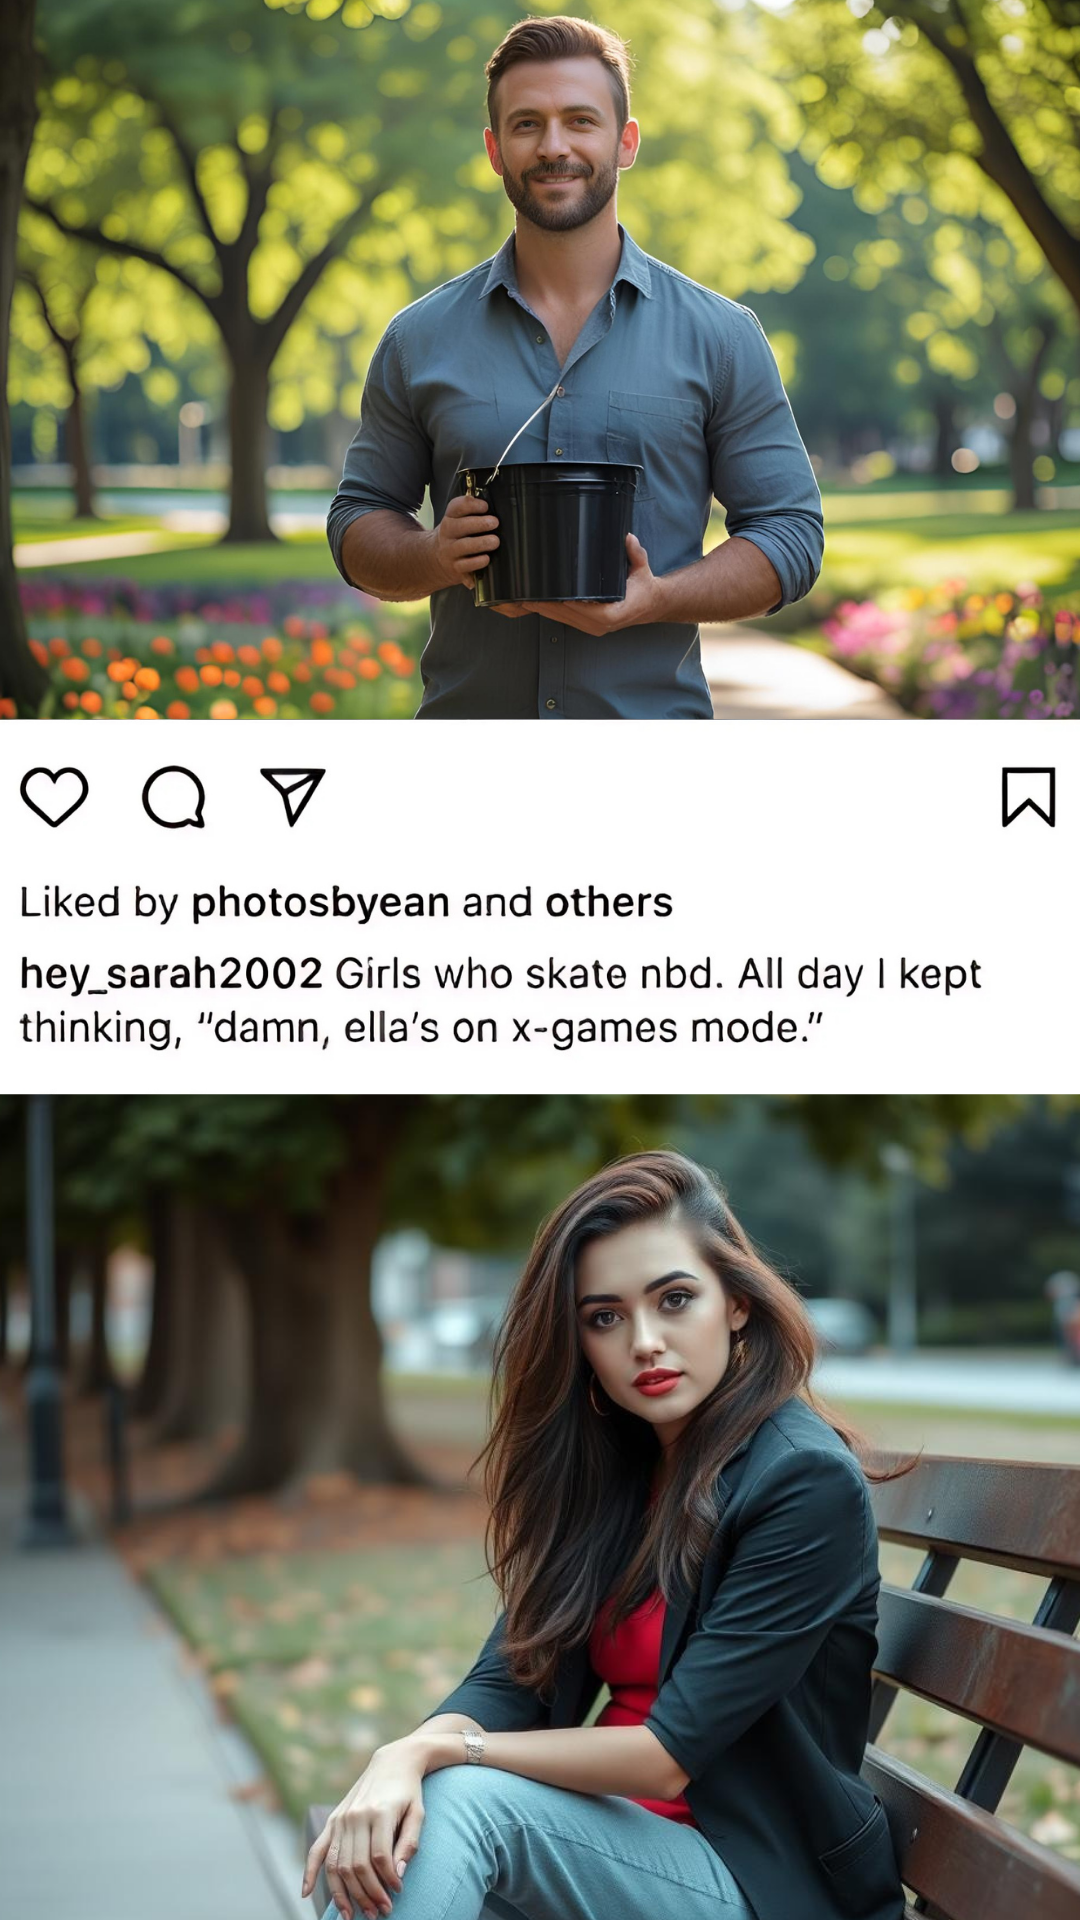 Liked by photosbyean and others
hey_sarah2002 Girls who skate nbd. All day I kept
thinking, “damn, ella’s on x-games mode.”